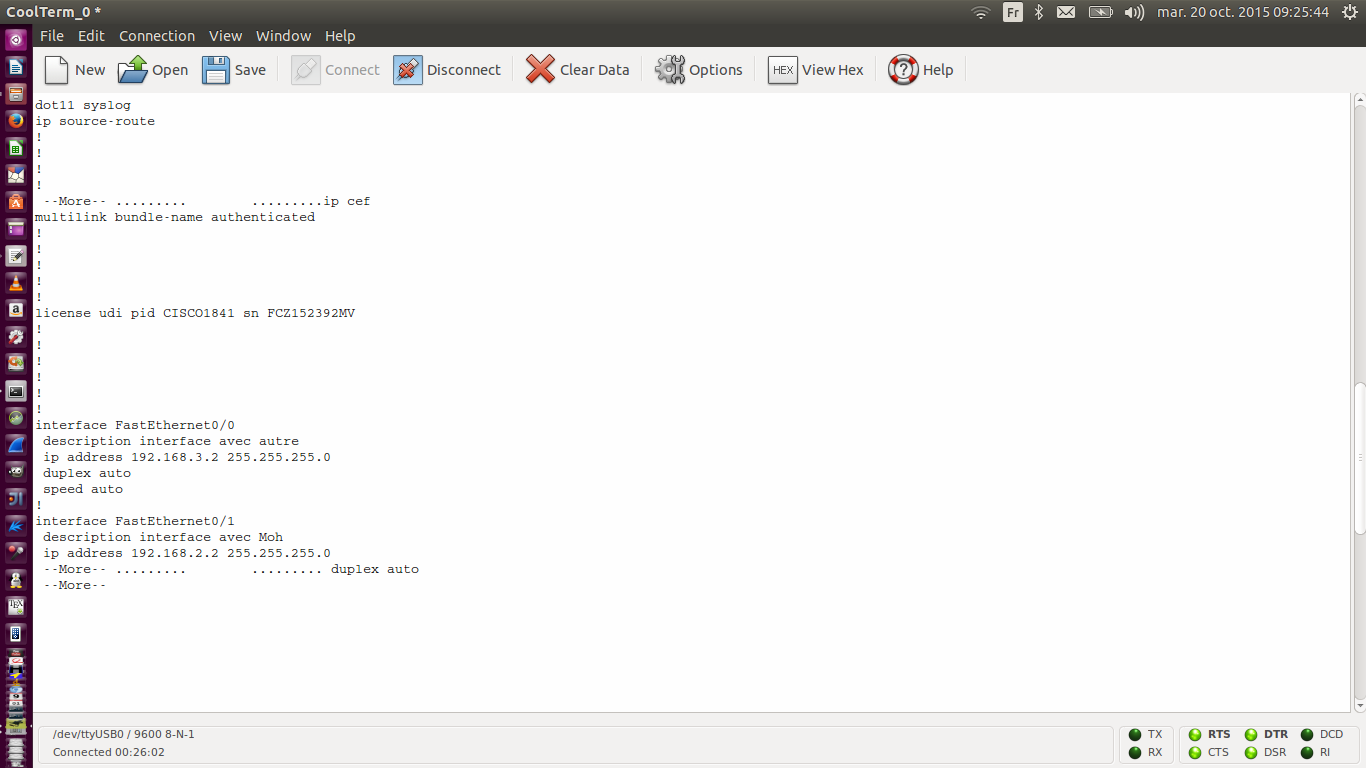 CoolTerm_0 *
Fr
mar. 20 oct. 2015 09:25:44
File Edit Connection View Window Help
New Open Save Connect Disconnect Clear Data Options HEX View Hex Help
dot11 syslog
ip source-route
!
!
!
!
--More-- ......... .........ip cef
multilink bundle-name authenticated
!
!
!
!
!
license udi pid CISCO1841 sn FCZ152392MV
!
!
!
!
!
!
interface FastEthernet0/0
description interface avec autre
ip address 192.168.3.2 255.255.255.0
duplex auto
speed auto
!
interface FastEthernet0/1
description interface avec Moh
ip address 192.168.2.2 255.255.255.0
--More-- ......... ......... duplex auto
--More--
/dev/ttyUSB0 / 9600 8-N-1
Connected 00:26:02
TX RTS DTR DCD
RX CTS DSR RI